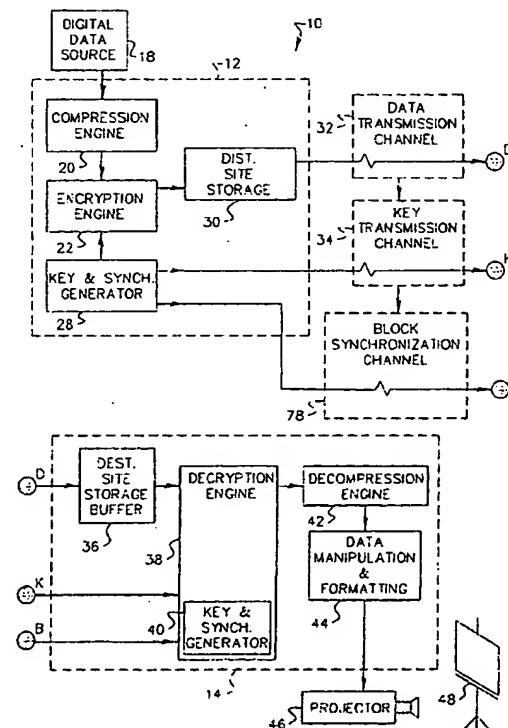 DIGITAL
DATA
SOURCE
18
10
12
COMPRESSION
ENGINE
20
ENCRYPTION
ENGINE
22
KEY & SYNCH.
GENERATOR
28
DIST.
SITE
STORAGE
30
32
DATA
TRANSMISSION
CHANNEL
D
34
KEY
TRANSMISSION
CHANNEL
K
BLOCK
SYNCHRONIZATION
CHANNEL
78
D
DEST.
SITE
STORAGE
BUFFER
36
K
B
DECRYPTION
ENGINE
38
40
KEY &
SYNCH.
GENERATOR
DECOMPRESSION
ENGINE
42
DATA
MANIPULATION
&
FORMATTING
44
14
PROJECTOR
46
48